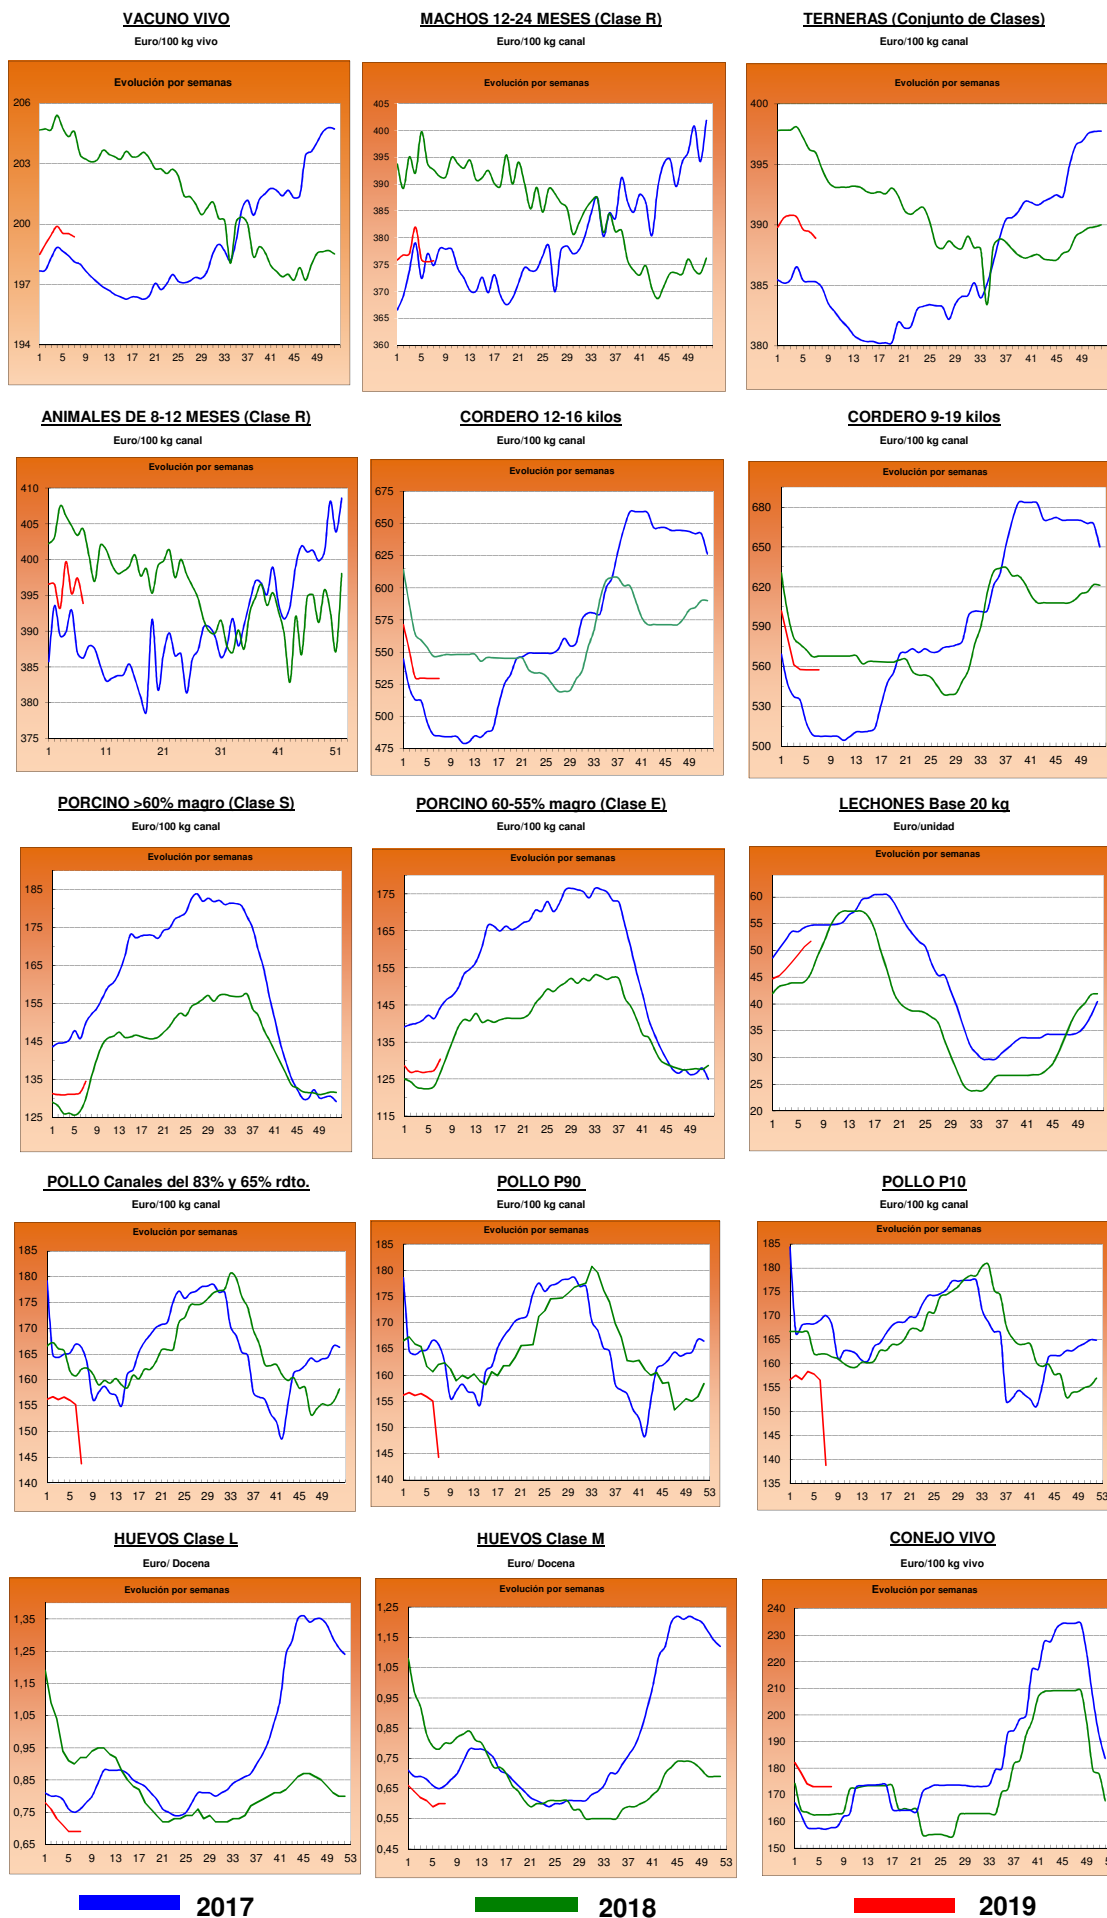 VACUNO VIVO
Euro/100 kg vivo
Evolución por semanas
206
203
200
197
194
1 5 9 13 17 21 25 29 33 37 41 45 49
MACHOS 12-24 MESES (Clase R)
Euro/100 kg canal
Evolución por semanas
405
400
395
390
385
380
375
370
365
360
1 5 9 13 17 21 25 29 33 37 41 45 49
TERNERAS (Conjunto de Clases)
Euro/100 kg canal
Evolución por semanas
400
395
390
385
380
1 5 9 13 17 21 25 29 33 37 41 45 49
ANIMALES DE 8-12 MESES (Clase R)
Euro/100 kg canal
Evolución por semanas
410
405
400
395
390
385
380
375
1 11 21 31 41 51
CORDERO 12-16 kilos
Euro/100 kg canal
Evolución por semanas
675
625
600
575
550
525
500
475
1 5 9 13 17 21 25 29 33 37 41 45 49
CORDERO 9-19 kilos
Euro/100 kg canal
Evolución por semanas
680
650
620
590
560
530
500
1 5 9 13 17 21 25 29 33 37 41 45 49
PORCINO >60% magro (Clase S)
Euro/100 kg canal
Evolución por semanas
185
175
165
155
145
135
125
1 5 9 13 17 21 25 29 33 37 41 45 49
PORCINO 60-55% magro (Clase E)
Euro/100 kg canal
Evolución por semanas
175
165
155
145
135
125
115
1 5 9 13 17 21 25 29 33 37 41 45 49
LECHONES Base 20 kg
Euro/unidad
Evolución por semanas
60
55
50
45
40
35
30
25
20
1 5 9 13 17 21 25 29 33 37 41 45 49
POLLO Canales del 83% y 65% rdto.
Euro/100 kg canal
Evolución por semanas
185
180
175
170
165
160
155
150
145
140
1 5 9 13 17 21 25 29 33 37 41 45 49
POLLO P90
Euro/100 kg canal
Evolución por semanas
185
180
175
170
165
160
155
150
145
140
1 5 9 13 17 21 25 29 33 37 41 45 49 53
POLLO P10
Euro/100 kg canal
Evolución por semanas
185
180
175
170
165
160
155
150
145
140
135
1 5 9 13 17 21 25 29 33 37 41 45 49 53
HUEVOS Clase L
Euro/ Docena
Evolución por semanas
1,35
1,25
1,15
1,05
0,95
0,85
0,75
0,65
1 5 9 13 17 21 25 29 33 37 41 45 49 53
HUEVOS Clase M
Euro/ Docena
Evolución por semanas
1,25
1,15
1,05
0,95
0,85
0,75
0,65
0,55
0,45
1 5 9 13 17 21 25 29 33 37 41 45 49 53
CONEJO VIVO
Euro/100 kg vivo
Evolución por semanas
240
230
220
210
200
190
180
170
160
150
1 5 9 13 17 21 25 29 33 37 41 45 49
2017
2018
2019